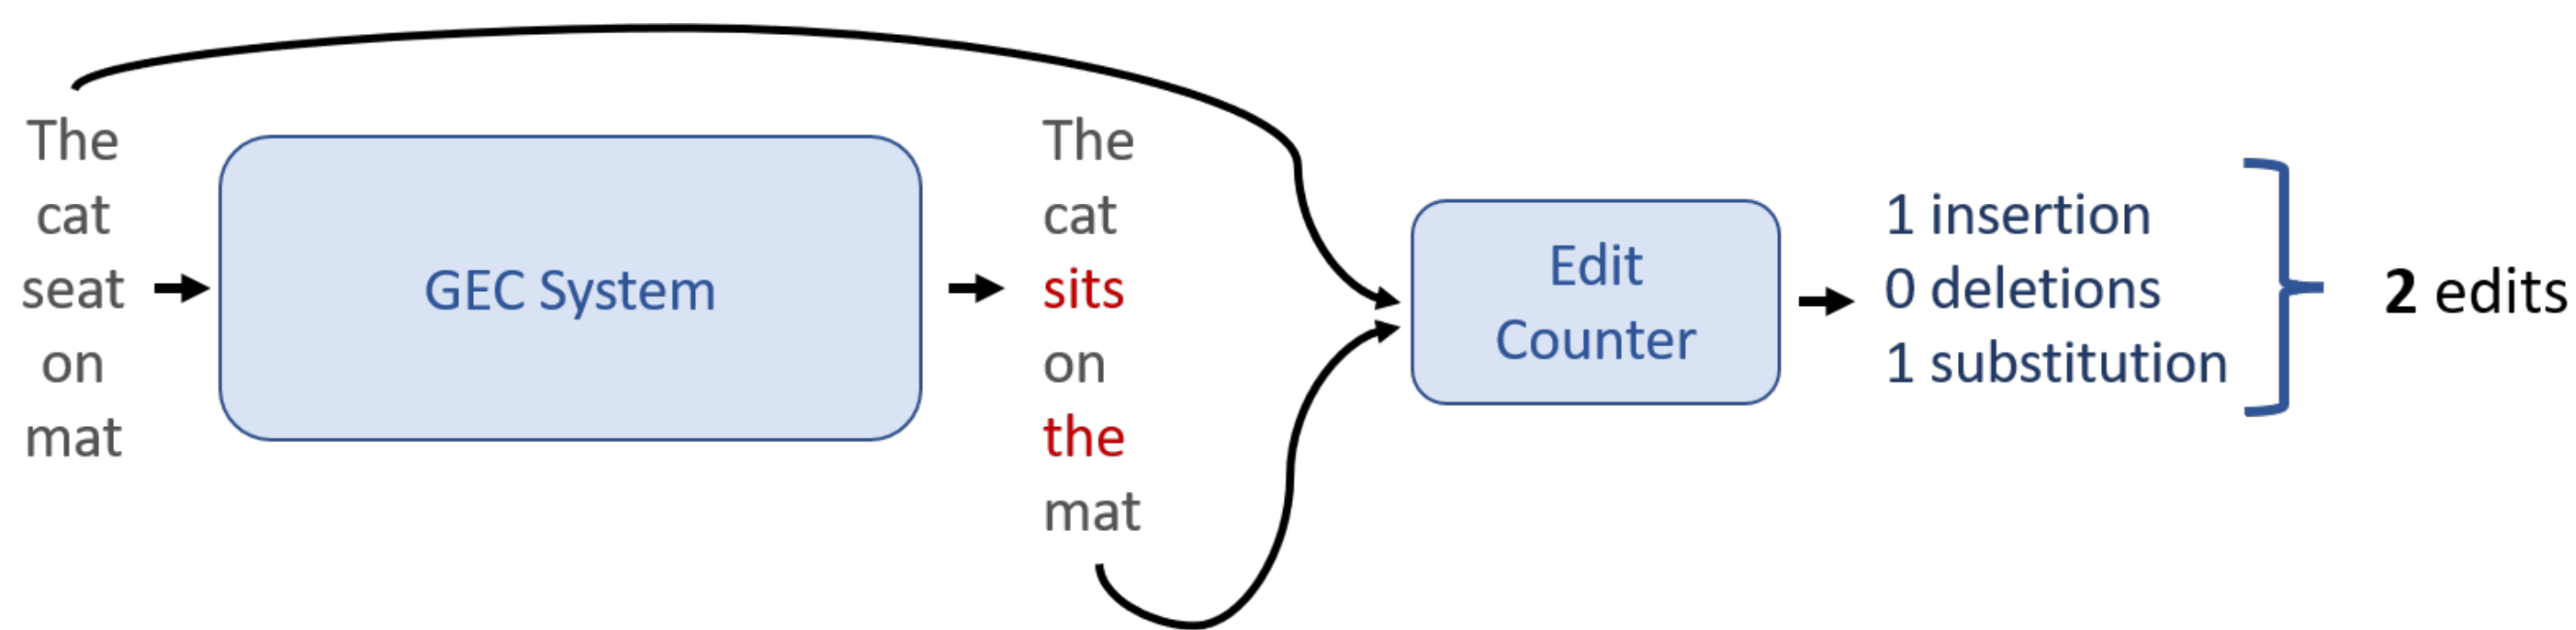 The
cat
seat
on
mat
GEC System
The
cat
sits
on
the
mat
Edit
Counter
1 insertion
0 deletions
1 substitution
2 edits